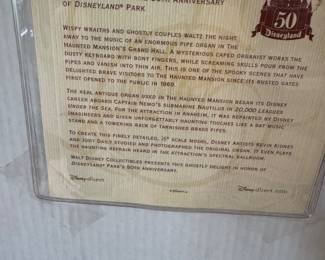 50TH ANNIVERSARY
OF DISNEYLAND PARK
50
Disneyland
WISPY WRAITHS AND GHOSTLY COUPLES WALTZ THE NIGHT
AWAY TO THE MUSIC OF AN ENORMOUS PIPE ORGAN IN THE
HAUNTED MANSION'S GRAND HALL. A MYSTERIOUS CAPED ORGANIST WORKS THE
DUSTY KEYBOARD WITH BONY FINGERS, WHILE SCREAMING SKULLS POUR FROM THE
PIPES AND VANISH INTO THIN AIR. THIS IS ONE OF THE SPOOKY SCENES THAT HAVE
DELIGHTED BRAVE VISITORS TO THE HAUNTED MANSION SINCE ITS RUSTED GATES
FIRST OPENED TO THE PUBLIC IN 1969.
THE REAL ANTIQUE ORGAN USED IN THE HAUNTED MANSION BEGAN ITS DISNEY
CAREER ABOARD CAPTAIN NEMO'S SUBMARINE NAUTILUS IN 20,000 LEAGUES
UNDER THE SEA. FOR THE ATTRACTION IN ANAHEIM, IT WAS REPAINTED BY DISNEY
IMAGINEERS AND GIVEN UNFORGETTABLY HAUNTING TOUCHES LIKE A BAT MUSIC
STAND AND A TOWERING RACK OF TARNISHED BRASS PIPES.
TO CREATE THIS FINELY DETAILED, SCALE MODEL, DISNEY ARTISTS KEVIN KIDNEY
AND JODY DAILY STUDIED AND PHOTOGRAPHED THE ORIGINAL ORGAN. IT EVEN PLAYS
THE HAUNTING REFRAIN HEARD IN THE ATTRACTION'S SPECTRAL BALLROOM.
WALT DISNEY COLLECTIBLES PRESENTS THIS GHOSTLY DELIGHT IN HONOR OF
DISNEYLAND PARK'S 50TH ANNIVERSARY.